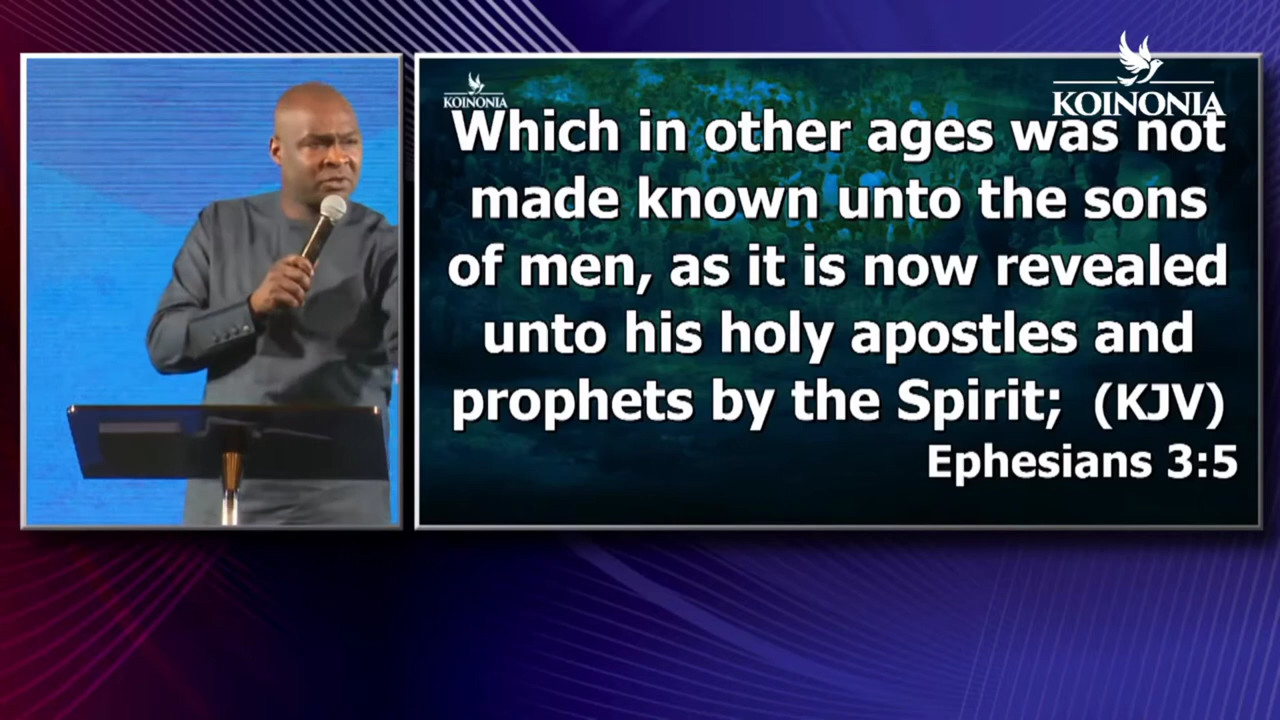 KOINONIA
KOINONIA
Which in other ages was not
made known unto the sons
of men, as it is now revealed
unto his holy apostles and
prophets by the Spirit; (KJV)
Ephesians 3:5